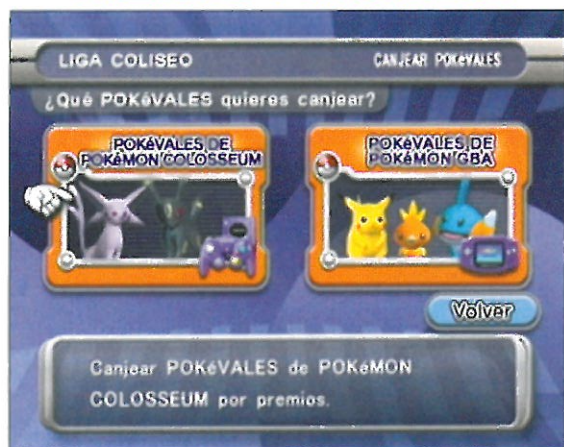 LIGA COLISEO
CANJEAR POKéVALES
¿Qué POKéVALES quieres canjear?
POKéVALES DE
POKéMON COLOSSEUM
POKéVALES DE
POKéMON GBA
Volver
Canjear POKéVALES de POKéMON
COLOSSEUM por premios.